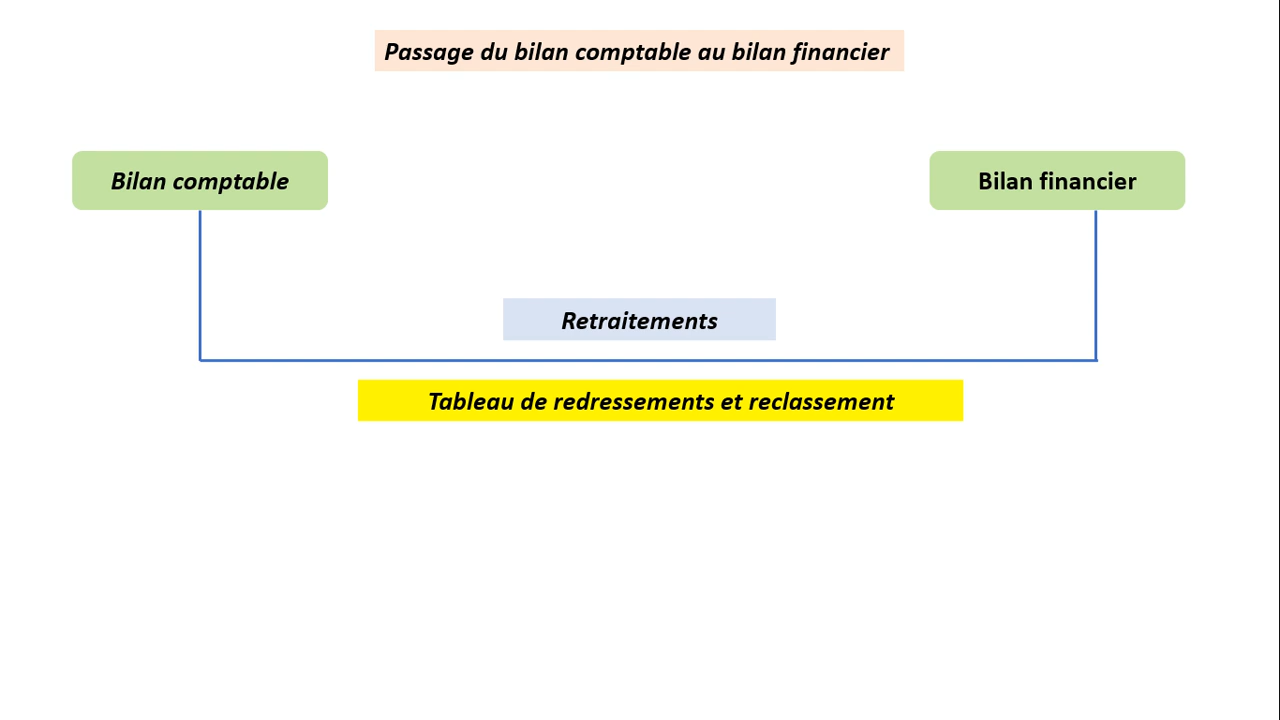 Passage du bilan comptable au bilan financier
Bilan comptable
Bilan financier
Retraitements
Tableau de redressements et reclassement